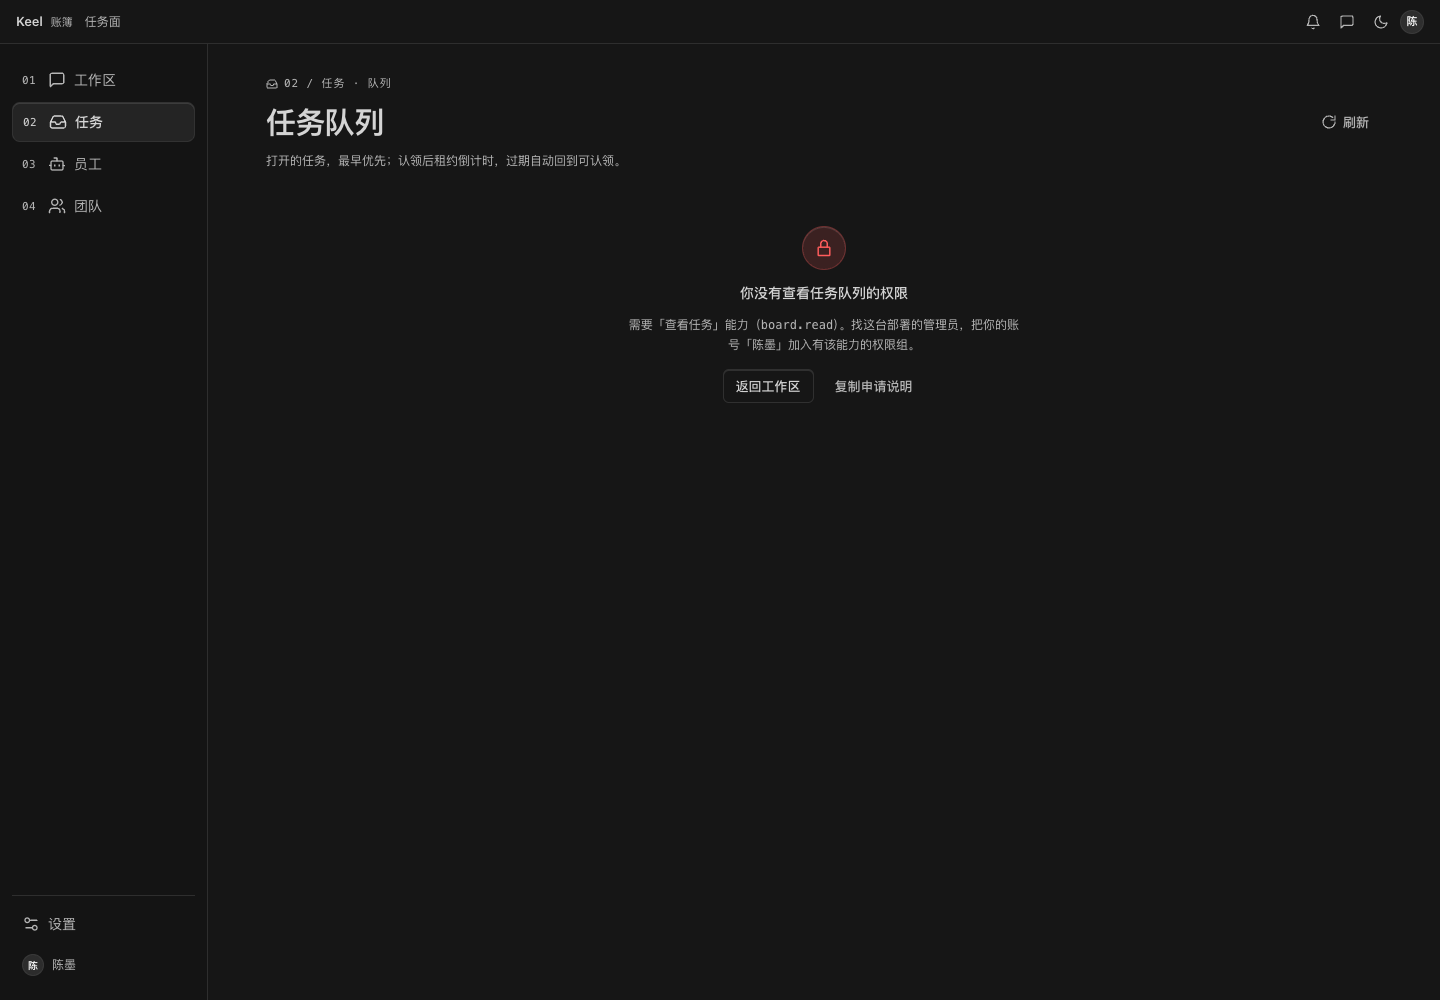 Keel 账簿 任务面 陈
01 工作区
02 任务
03 员工
04 团队
02 / 任务 · 队列
任务队列
刷新
打开的任务，最早优先；认领后租约倒计时，过期自动回到可认领。
你没有查看任务队列的权限
需要「查看任务」能力（board.read）。找这台部署的管理员，把你的账
号「陈墨」加入有该能力的权限组。
返回工作区 复制申请说明
设置
陈 陈墨